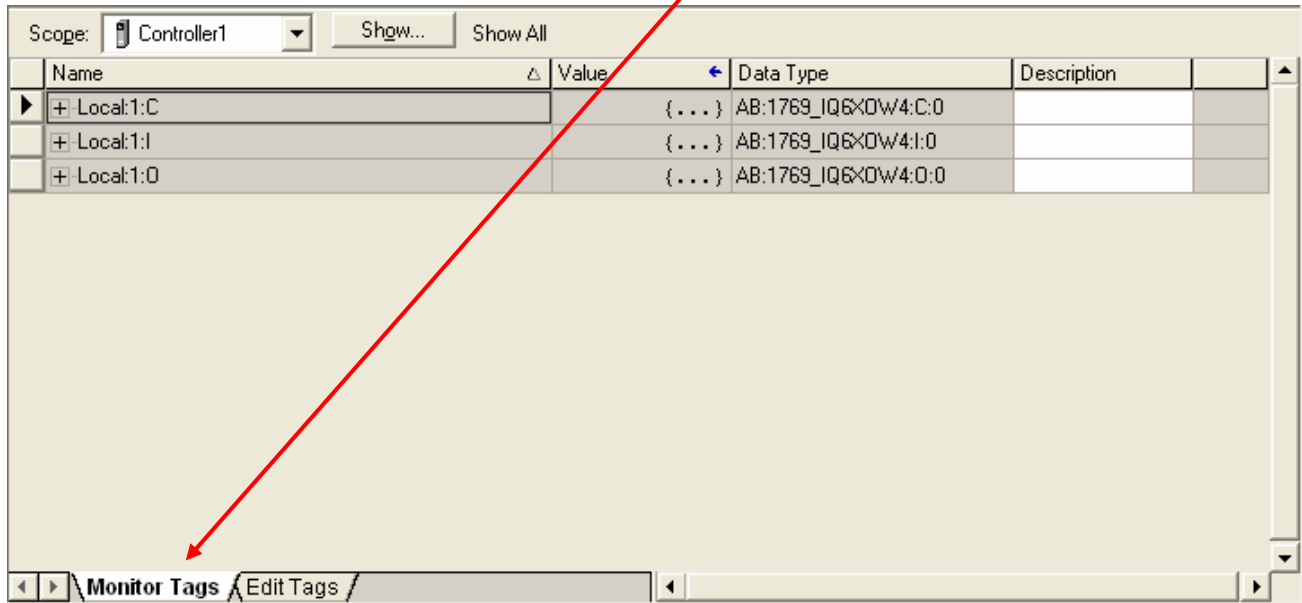 Scope: Controller1 Show... Show All
Name Value Data Type Description
Local:1:C {...} AB:1769_IQ6XOW4:C:0
Local:1:I {...} AB:1769_IQ6XOW4:I:0
Local:1:O {...} AB:1769_IQ6XOW4:O:0
Monitor Tags Edit Tags